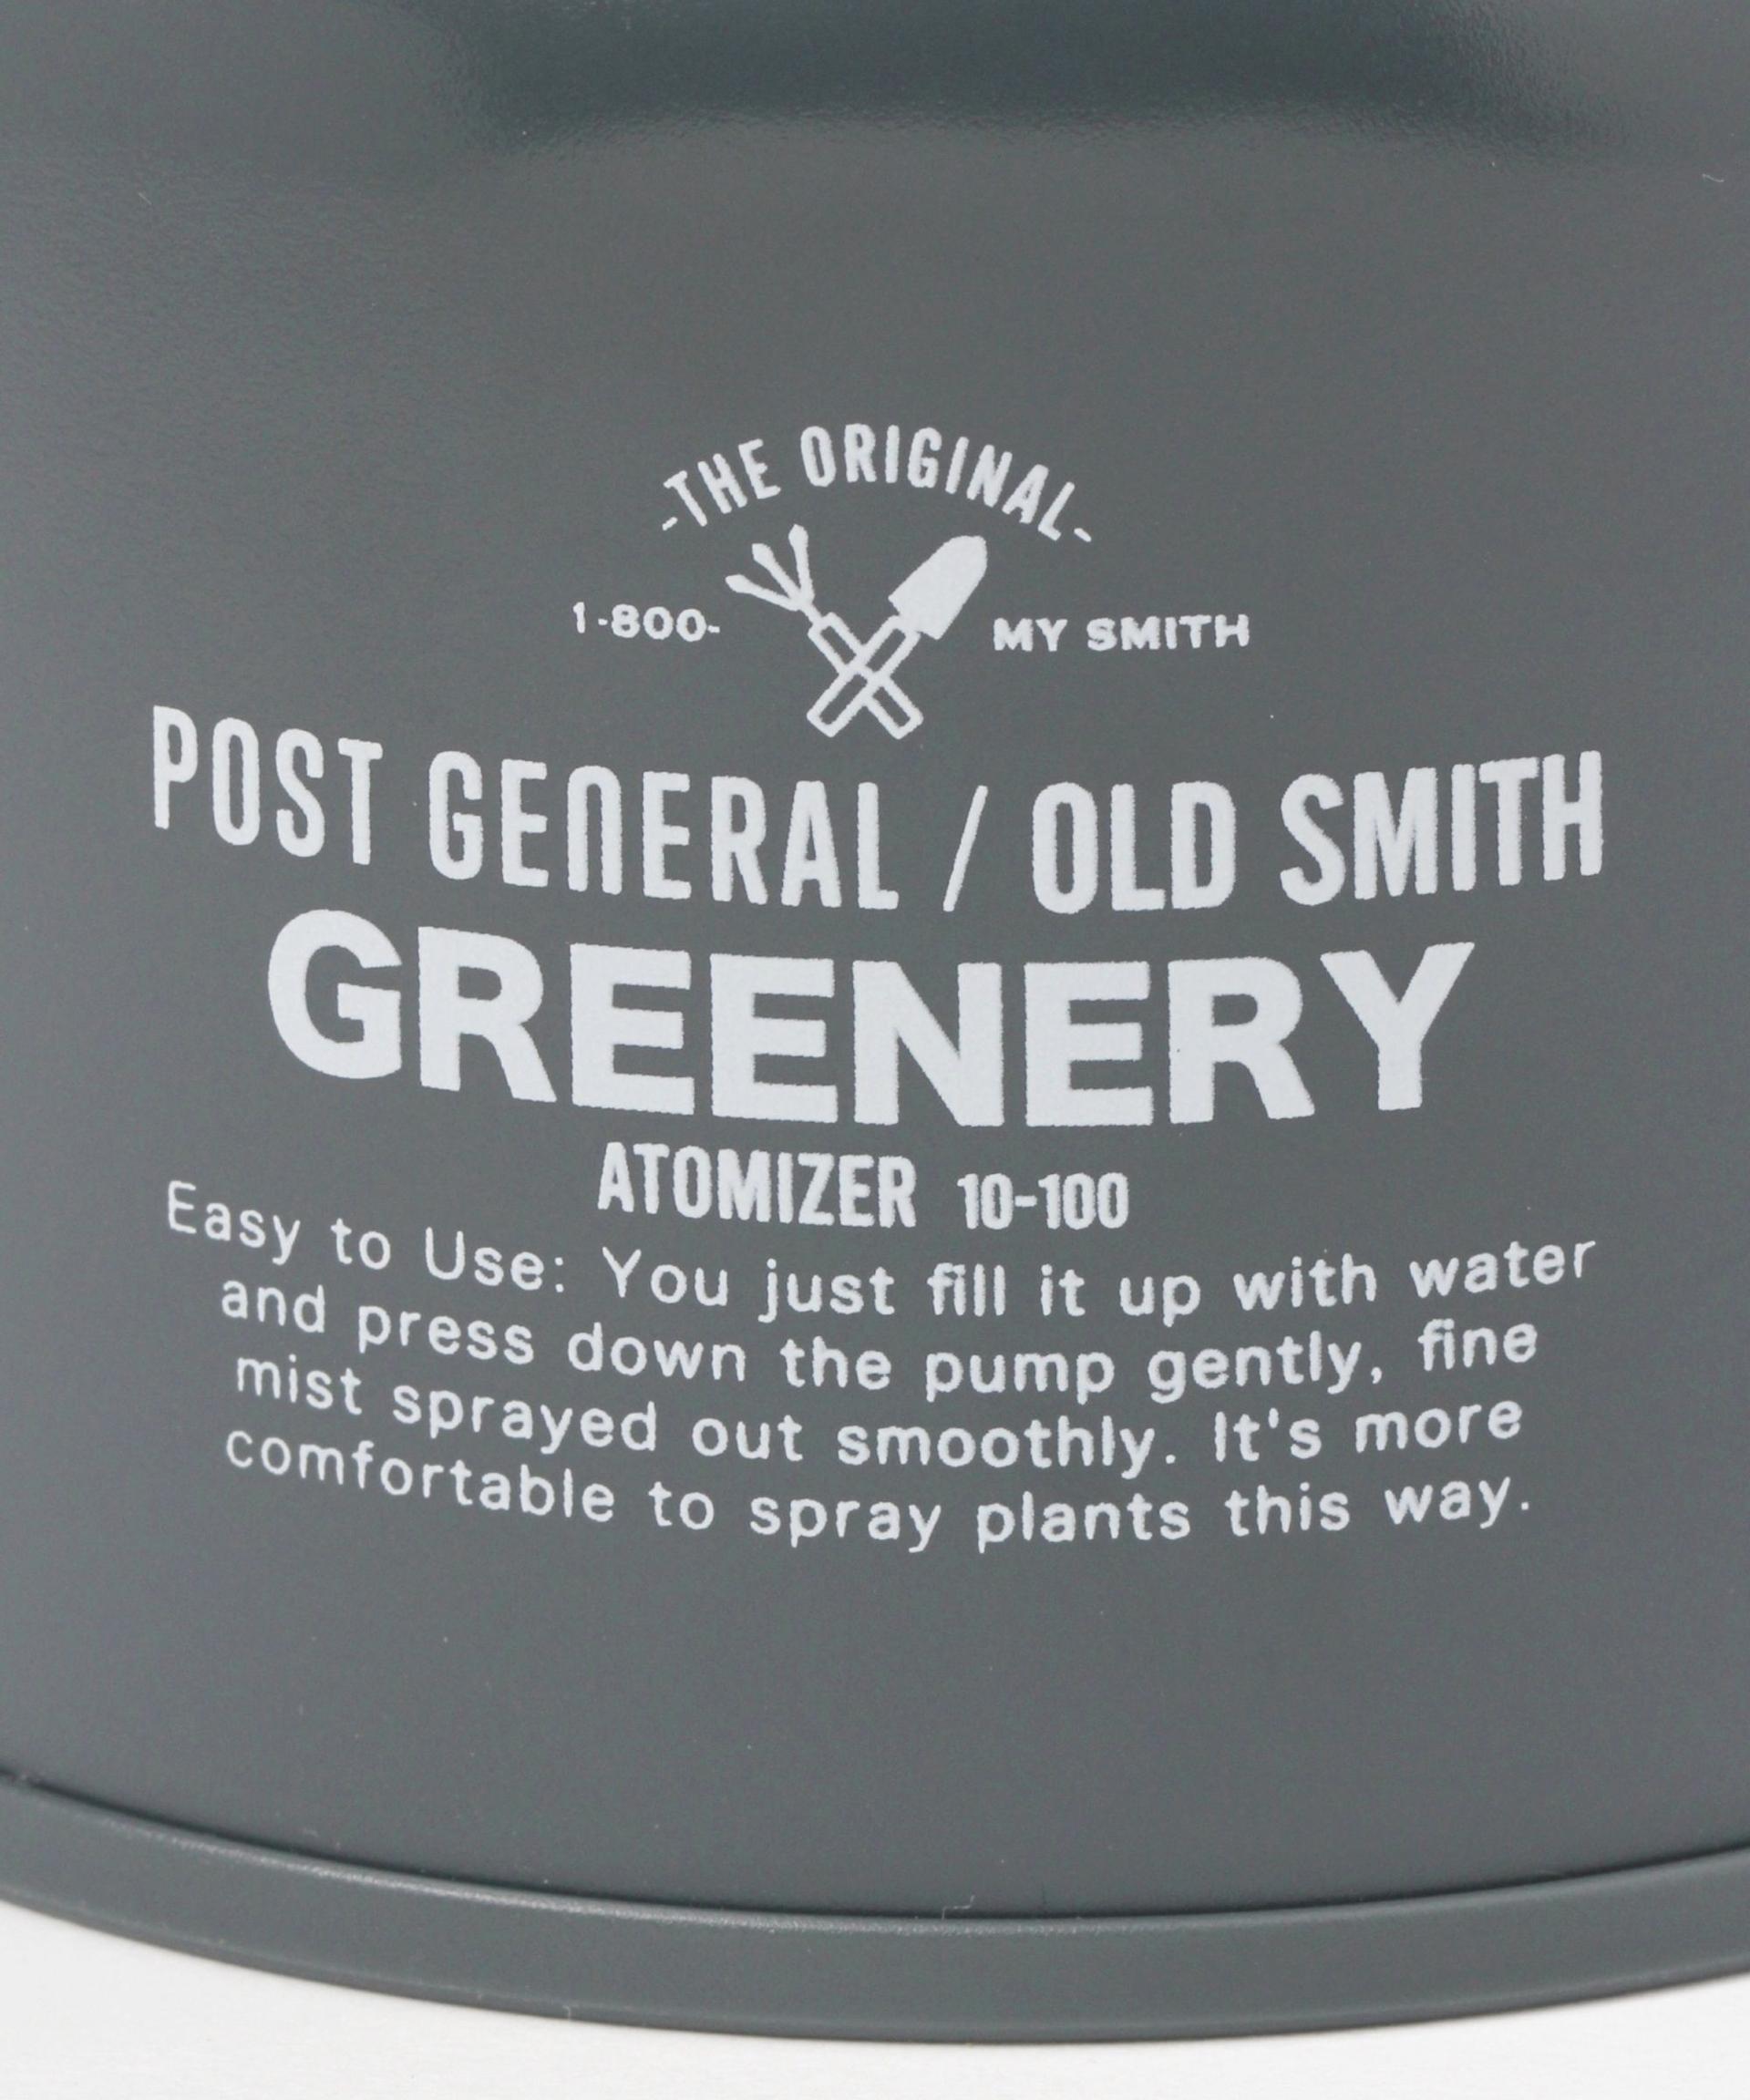 -THE ORIGINAL-
1-800- MY SMITH
POST GENERAL / OLD SMITH
GREENERY
ATOMIZER 10-100
Easy to Use: You just fill it up with water
and press down the pump gently, fine
mist sprayed out smoothly. It's more
comfortable to spray plants this way.